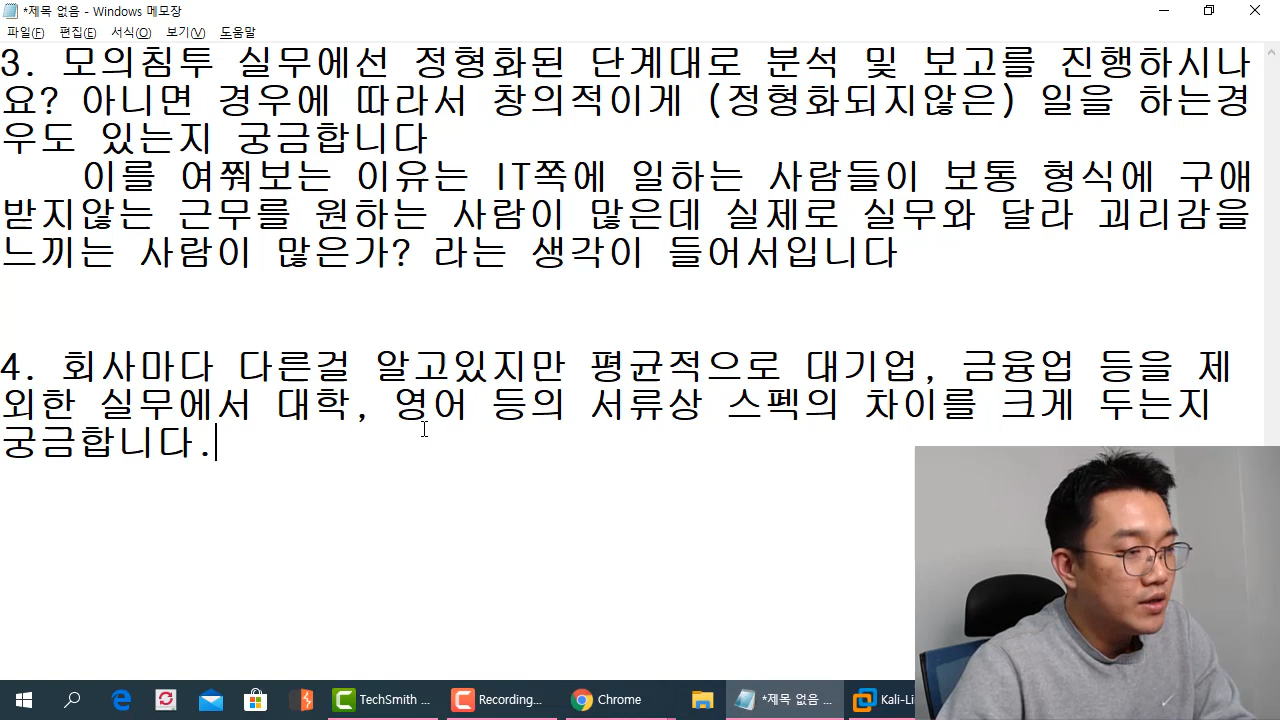 *제목 없음 - Windows 메모장
파일(F) 편집(E) 서식(O) 보기(V) 도움말
3. 모의침투 실무에선 정형화된 단계대로 분석 및 보고를 진행하시나
요? 아니면 경우에 따라서 창의적이게 (정형화되지않은) 일을 하는경
우도 있는지 궁금합니다
이를 여쭤보는 이유는 IT쪽에 일하는 사람들이 보통 형식에 구애
받지않는 근무를 원하는 사람이 많은데 실제로 실무와 달라 괴리감을
느끼는 사람이 많은가? 라는 생각이 들어서입니다
4. 회사마다 다른걸 알고있지만 평균적으로 대기업, 금융업 등을 제
외한 실무에서 대학, 영어 등의 서류상 스펙의 차이를 크게 두는지
궁금합니다.
TechSmith ... Recording... Chrome *제목 없음 ... Kali-Li